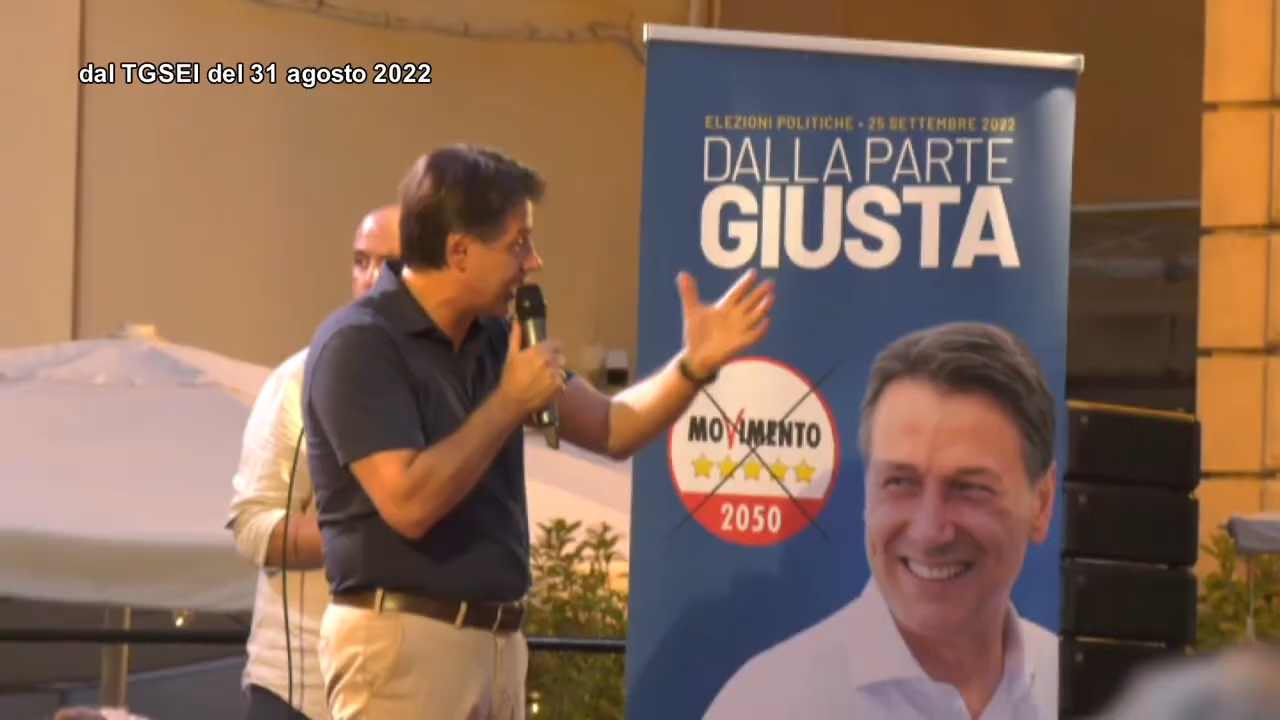 dal TGSEI del 31 agosto 2022
ELEZIONI POLITICHE • 25 SETTEMBRE 2022
DALLA PARTE
GIUSTA
MOVIMENTO
2050